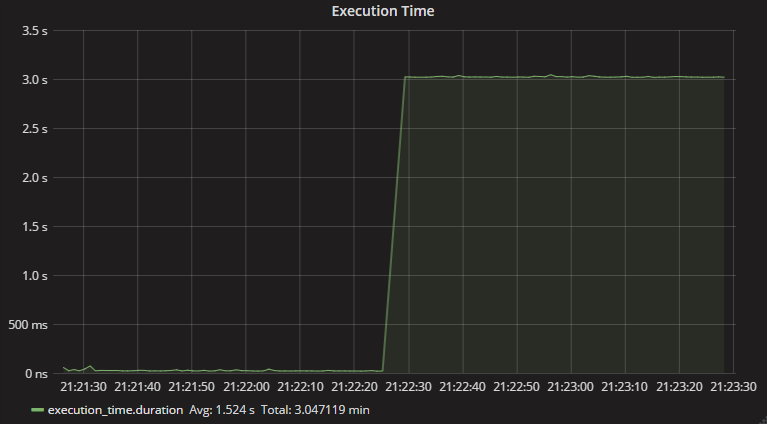 Execution Time
3.5 s
3.0 s
2.5 s
2.0 s
1.5 s
1.0 s
500 ms
0 ns
21:21:30 21:21:40 21:21:50 21:22:00 21:22:10 21:22:20 21:22:30 21:22:40 21:22:50 21:23:00 21:23:10 21:23:20 21:23:30
execution_time.duration Avg: 1.524 s Total: 3.047119 min